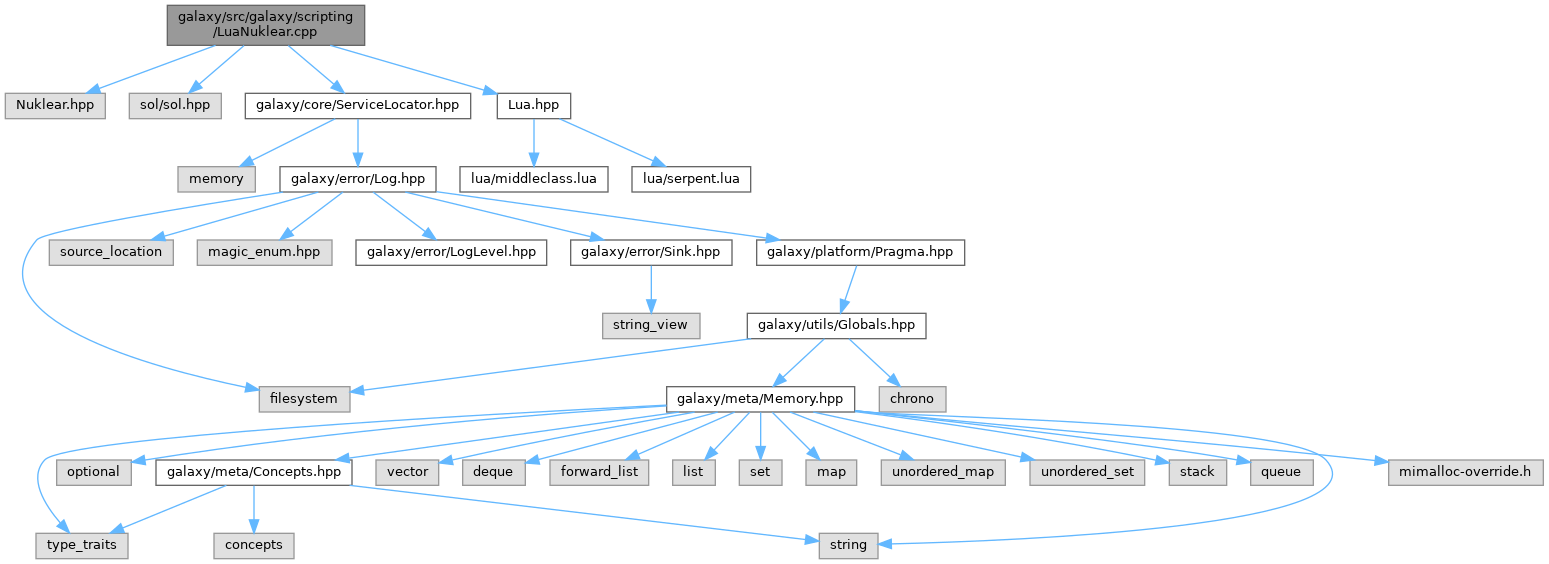 galaxy/src/galaxy/scripting
/LuaNuklear.cpp
Nuklear.hpp
sol/sol.hpp
galaxy/core/ServiceLocator.hpp
Lua.hpp
memory
galaxy/error/Log.hpp
lua/middleclass.lua
lua/serpent.lua
source_location
magic_enum.hpp
galaxy/error/LogLevel.hpp
galaxy/error/Sink.hpp
galaxy/platform/Pragma.hpp
string_view
galaxy/utils/Globals.hpp
filesystem
galaxy/meta/Memory.hpp
chrono
optional
galaxy/meta/Concepts.hpp
vector
deque
forward_list
list
set
map
unordered_map
unordered_set
stack
queue
mimalloc-override.h
type_traits
concepts
string